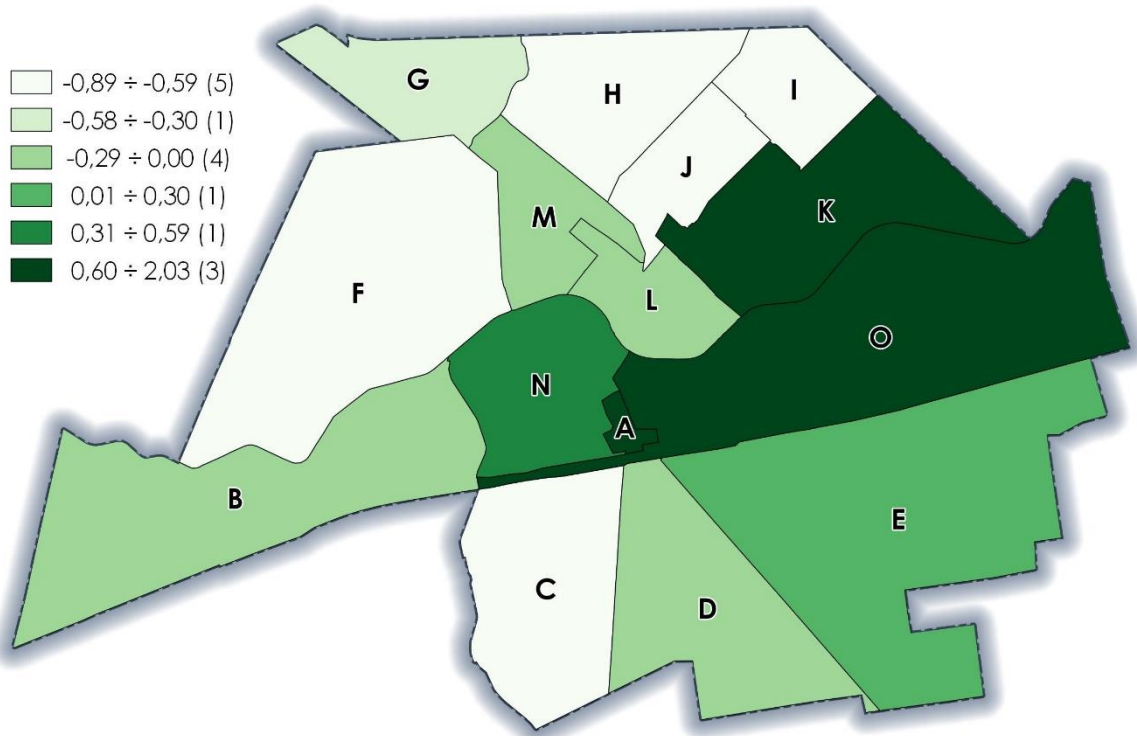 -0,89 ÷ -0,59 (5)
-0,58 ÷ -0,30 (1)
-0,29 ÷ 0,00 (4)
0,01 ÷ 0,30 (1)
0,31 ÷ 0,59 (1)
0,60 ÷ 2,03 (3)
G
H
I
J
K
M
F
L
O
N
A
B
E
C
D